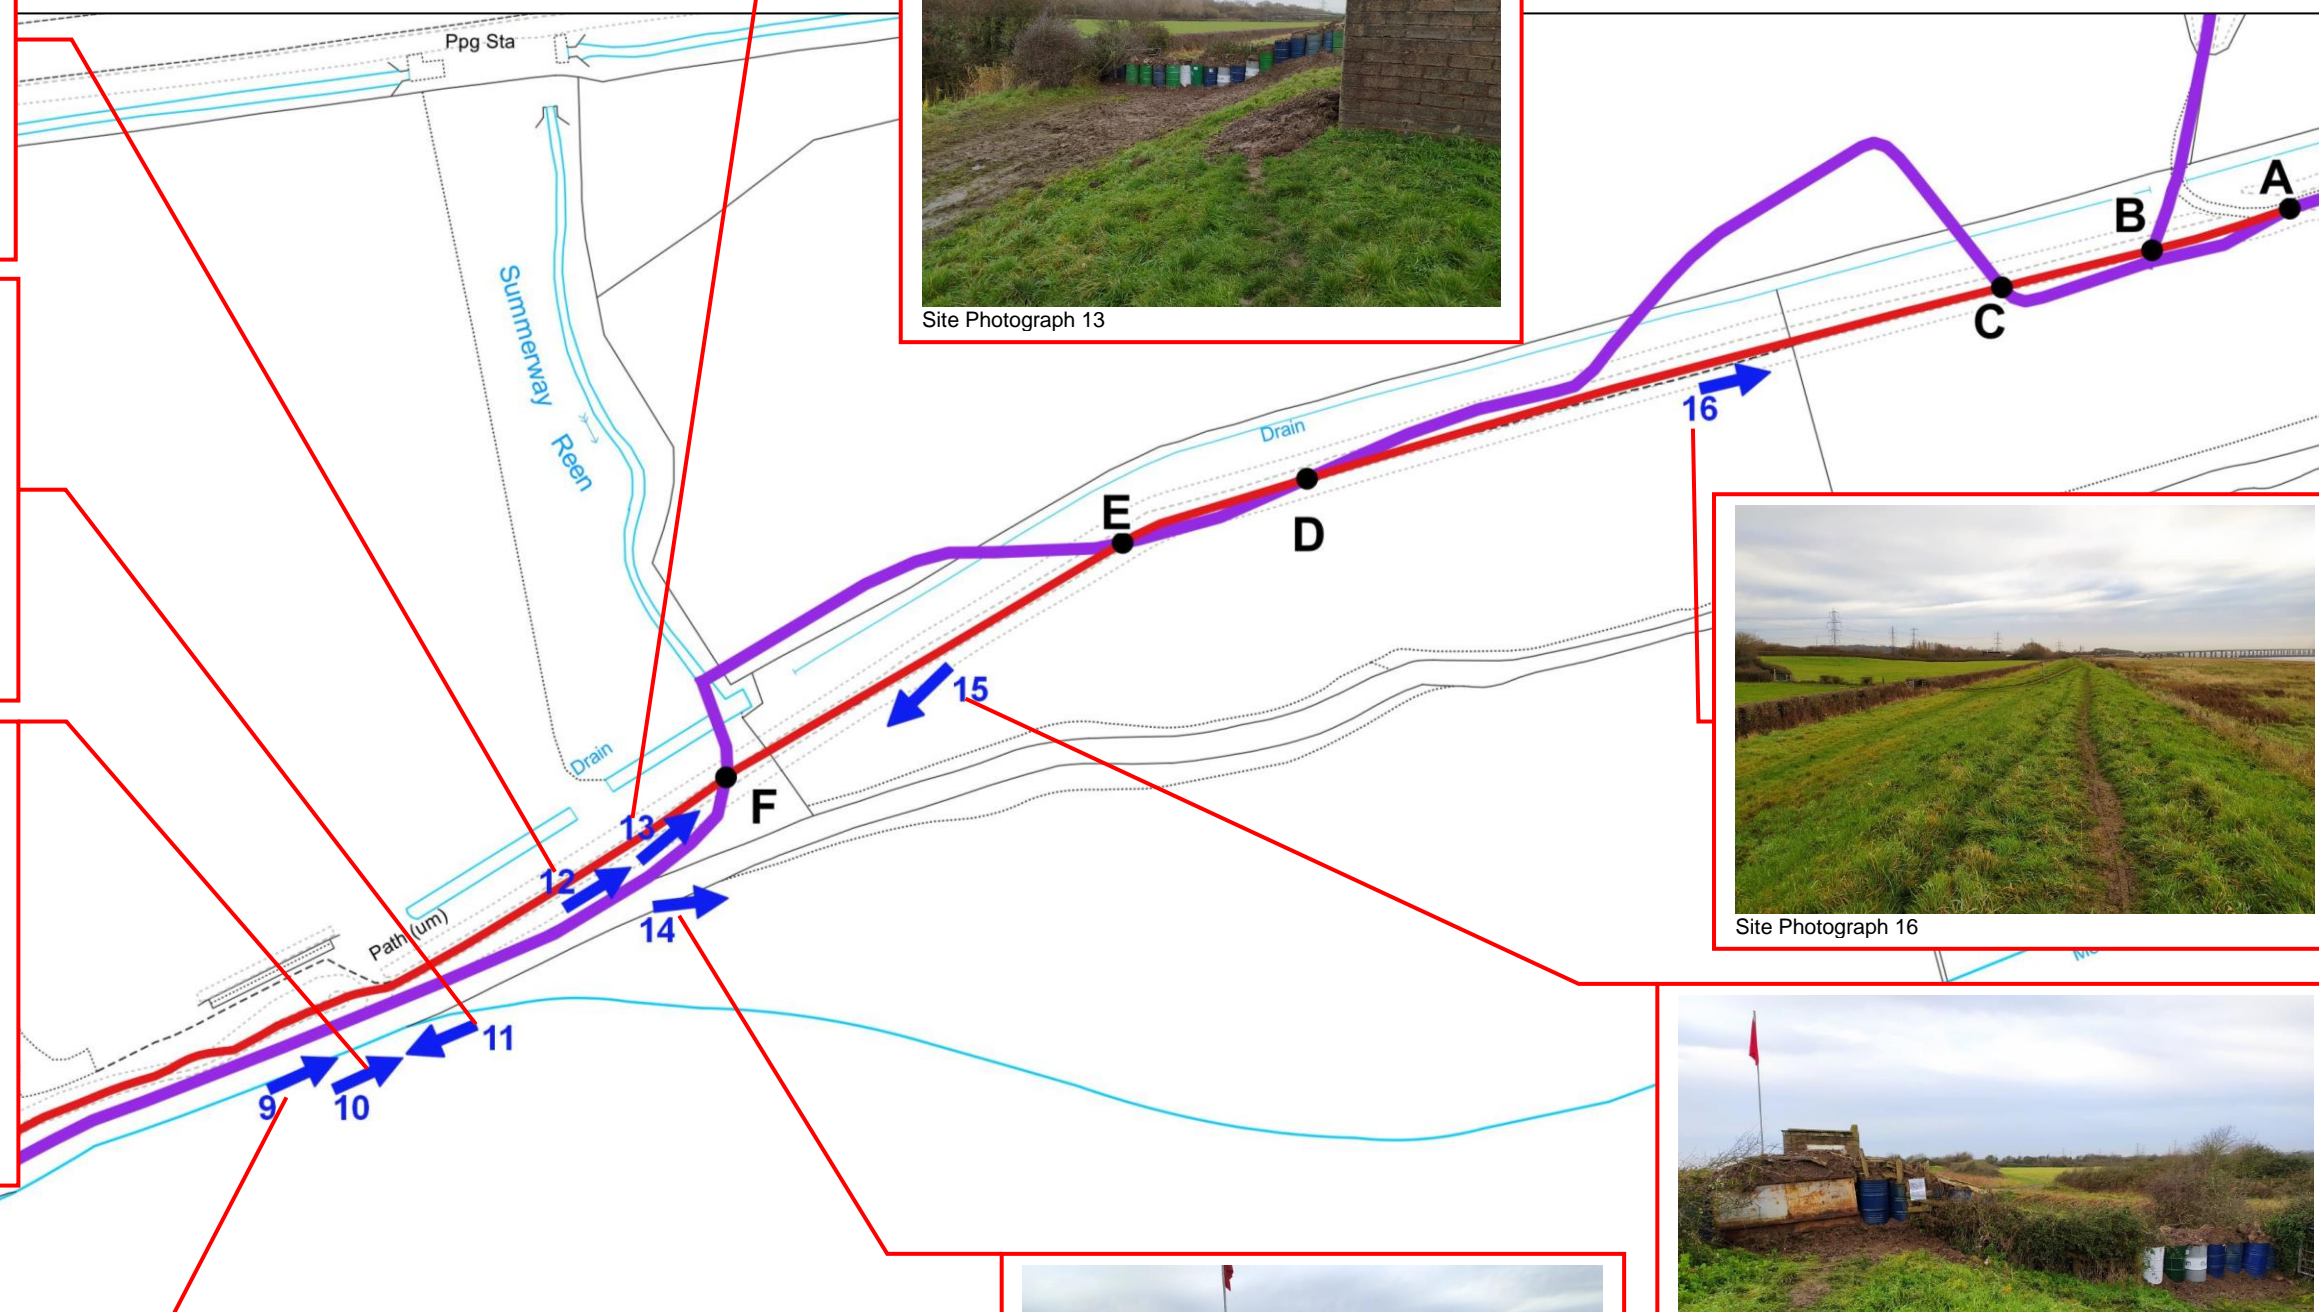 Ppg Sta
Site Photograph 13
A
B
C
Summerway
Reen
16
Drain
E
D
15
Drain
F
13
12
14
Path (um)
Site Photograph 16
11
9
10